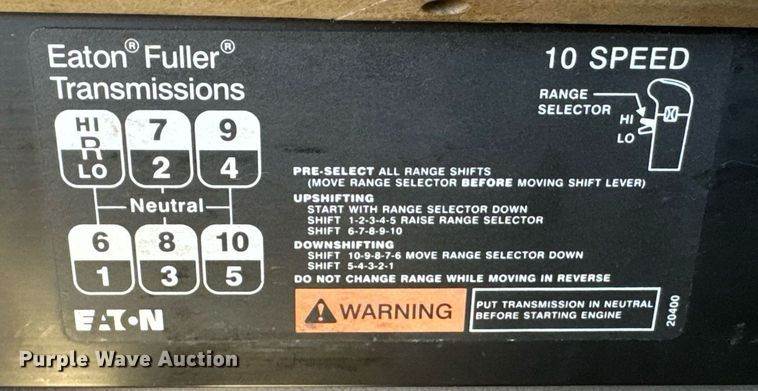 Eaton® Fuller®
Transmissions
10 SPEED
RANGE
SELECTOR
HI
LO
HI 7 9
R
LO 2 4
Neutral
6 8 10
1 3 5
EATON
PRE-SELECT ALL RANGE SHIFTS
(MOVE RANGE SELECTOR BEFORE MOVING SHIFT LEVER)
UPSHIFTING
START WITH RANGE SELECTOR DOWN
SHIFT 1-2-3-4-5 RAISE RANGE SELECTOR
SHIFT 6-7-8-9-10
DOWNSHIFTING
SHIFT 10-9-8-7-6 MOVE RANGE SELECTOR DOWN
SHIFT 5-4-3-2-1
DO NOT CHANGE RANGE WHILE MOVING IN REVERSE
WARNING
PUT TRANSMISSION IN NEUTRAL
BEFORE STARTING ENGINE
20400
Purple Wave Auction